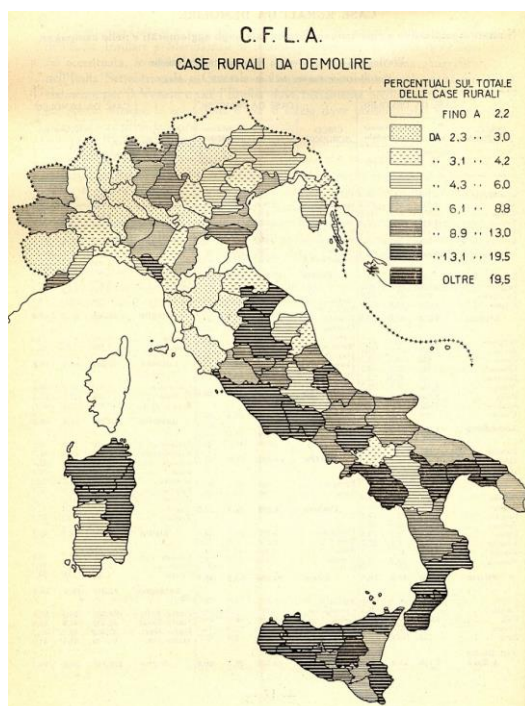 C. F. L. A.
CASE RURALI DA DEMOLIRE
PERCENTUALI SUL TOTALE
DELLE CASE RURALI
FINO A 2,2
DA 2,3 ,, 3,0
,, 3,1 ,, 4,2
,, 4,3 ,, 6,0
,, 6,1 ,, 8,8
,, 8,9 ,, 13,0
,, 13,1 ,, 19,5
OLTRE 19,5